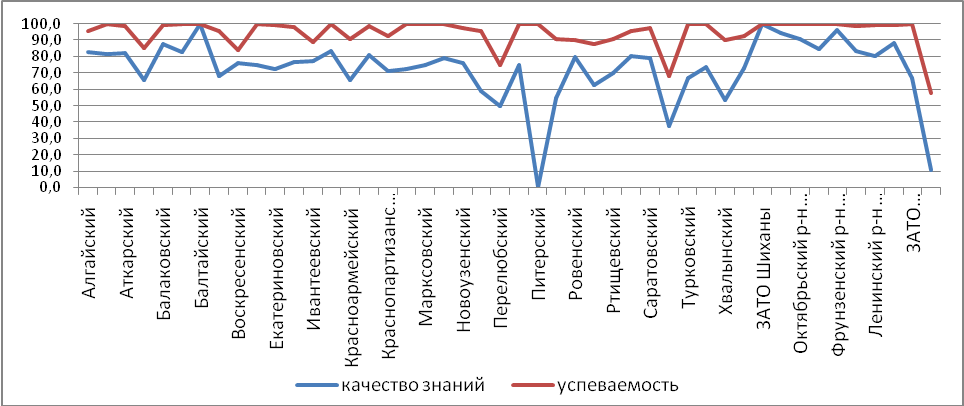 100,0
90,0
80,0
70,0
60,0
50,0
40,0
30,0
20,0
10,0
0,0
Алгайский
Аткарский
Балаковский
Балтайский
Воскресенский
Екатериновский
Ивантеевский
Красноармейский
Краснопартизанс…
Марксовский
Новоузенский
Перелюбский
Питерский
Ровенский
Ртищевский
Саратовский
Турковский
Хвалынский
ЗАТО Шиханы
Октябрьский р-н…
Фрунзенский р-н…
Ленинский р-н…
ЗАТО…
качество знаний
успеваемость